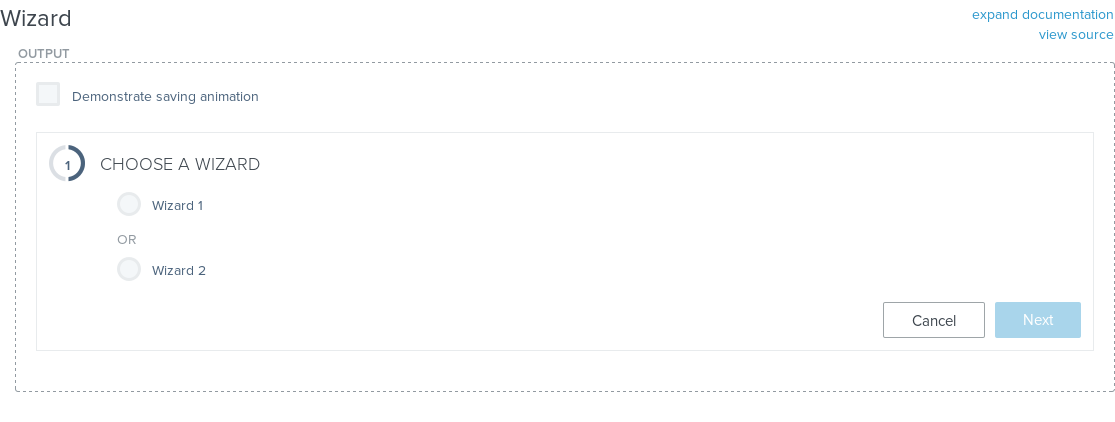 Wizard
expand documentation
view source
OUTPUT
Demonstrate saving animation
1
CHOOSE A WIZARD
Wizard 1
OR
Wizard 2
Cancel
Next